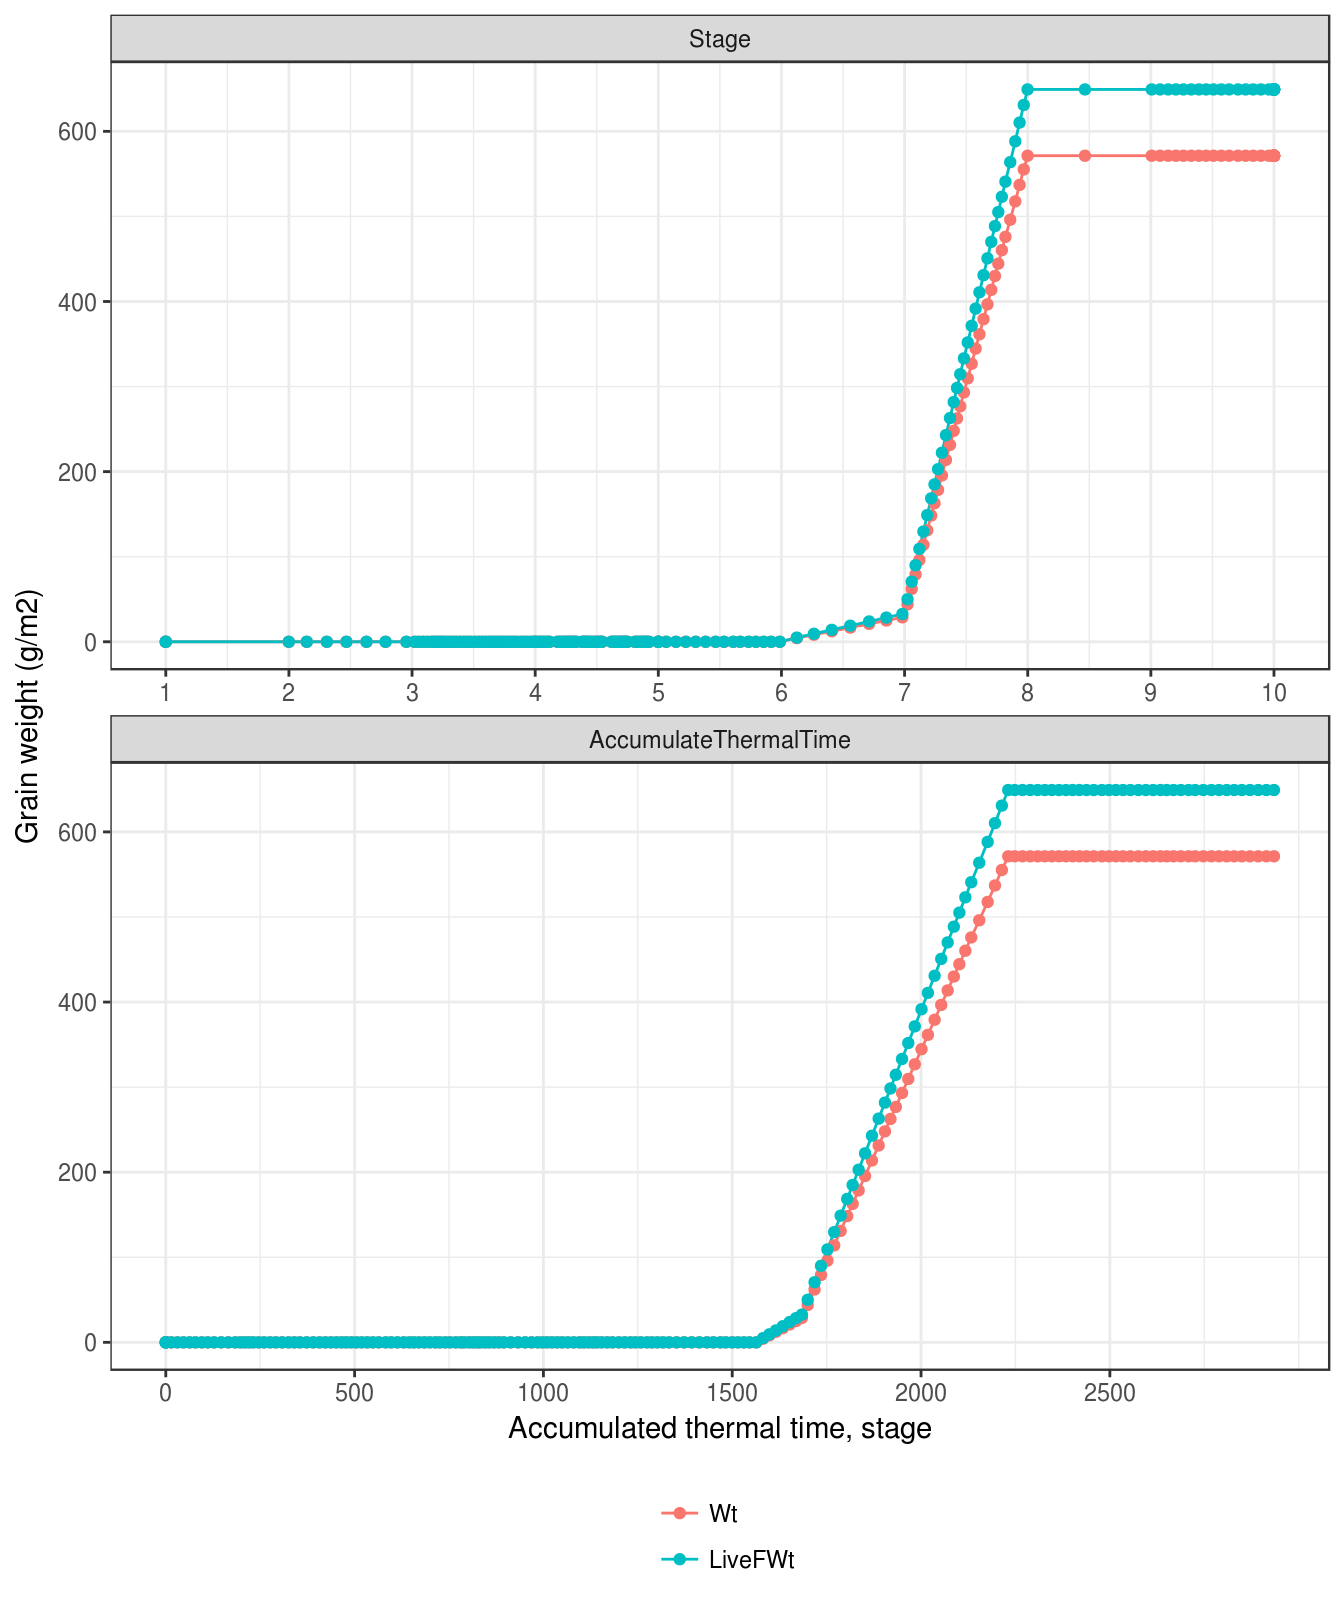 Stage
600
400
200
0
1 2 3 4 5 6 7 8 9 10
Grain weight (g/m2)
AccumulateThermalTime
600
400
200
0
0 500 1000 1500 2000 2500
Accumulated thermal time, stage
Wt
LiveFWt